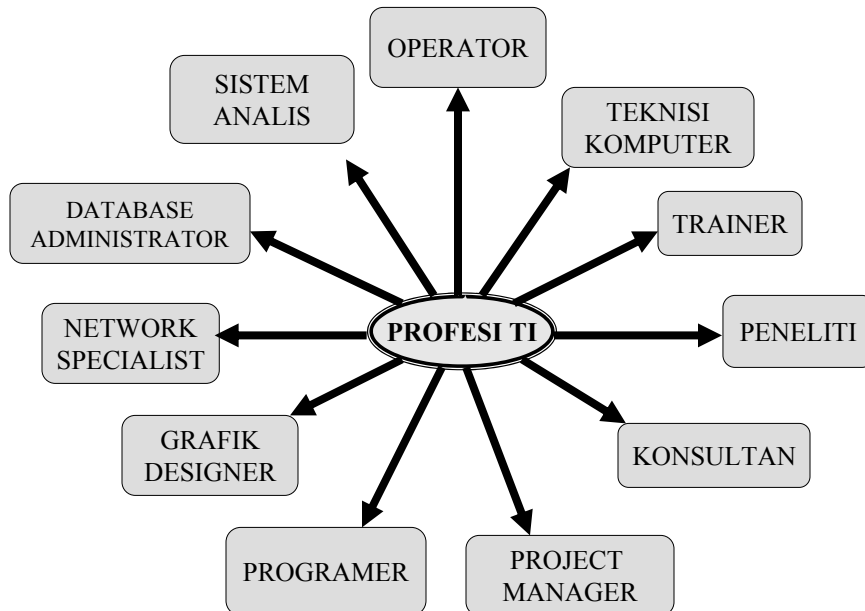 OPERATOR
SISTEM
ANALIS
TEKNISI
KOMPUTER
DATABASE
ADMINISTRATOR
TRAINER
NETWORK
SPECIALIST
PROFESI TI
PENELITI
GRAFIK
DESIGNER
KONSULTAN
PROGRAMER
PROJECT
MANAGER